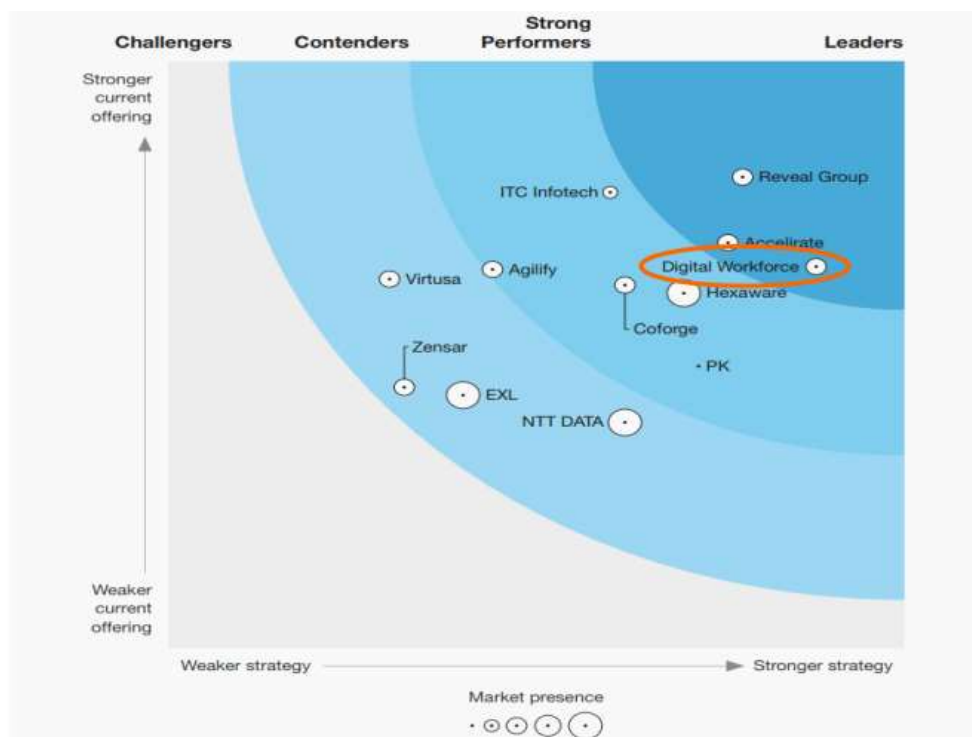 Challengers
Contenders
Strong
Performers
Leaders
Stronger
current
offering
Reveal Group
ITC Infotech
Accelirate
Digital Workforce
Agilify
Virtusa
Hexaware
Coforge
Zensar
PK
EXL
NTT DATA
Weaker
current
offering
Weaker strategy
Stronger strategy
Market presence